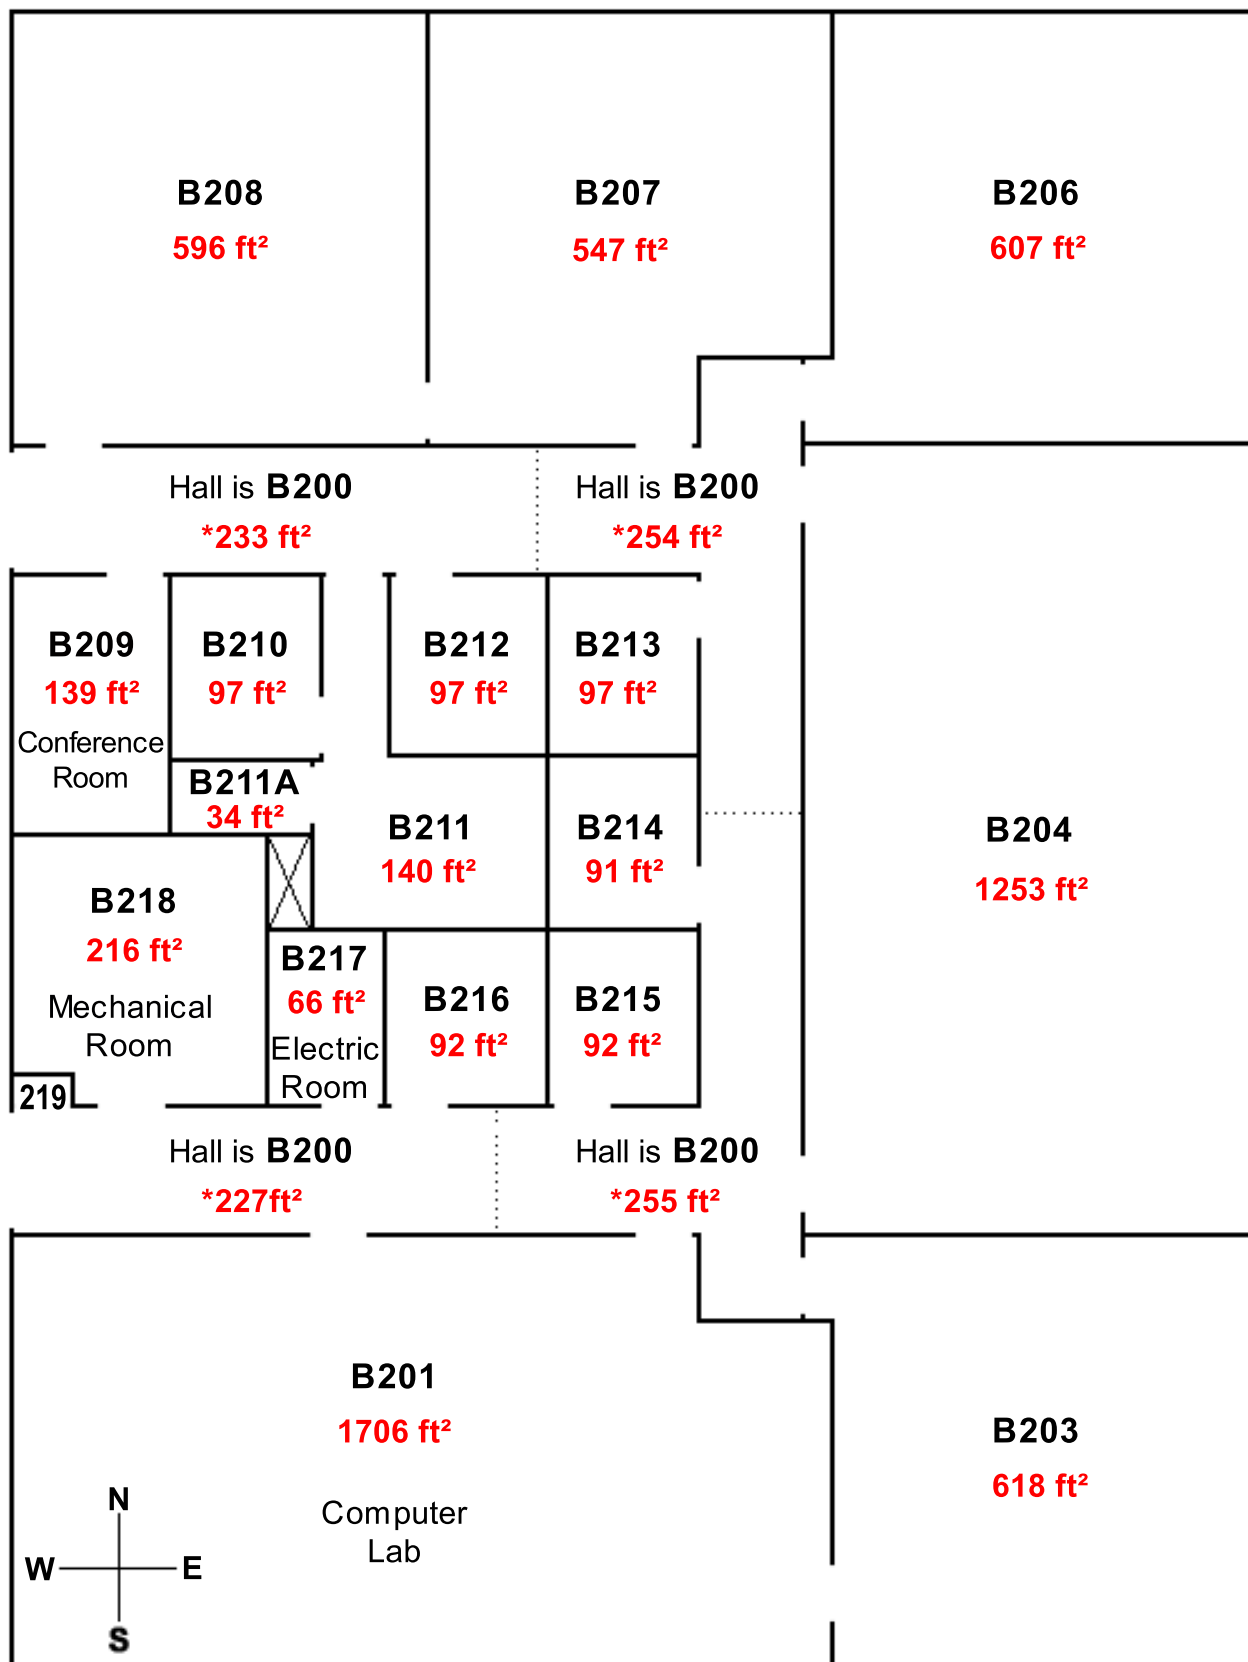 B208
596 ft²
B207
547 ft²
B206
607 ft²
Hall is B200
*233 ft²
Hall is B200
*254 ft²
B209
139 ft²
Conference
Room
B210
97 ft²
B212
97 ft²
B213
97 ft²
B211A
34 ft²
B211
140 ft²
B214
91 ft²
B204
1253 ft²
B218
216 ft²
Mechanical
Room
B217
66 ft²
Electric
Room
B216
92 ft²
B215
92 ft²
219
Hall is B200
*227ft²
Hall is B200
*255 ft²
B201
1706 ft²
Computer
Lab
B203
618 ft²
N
W
E
S